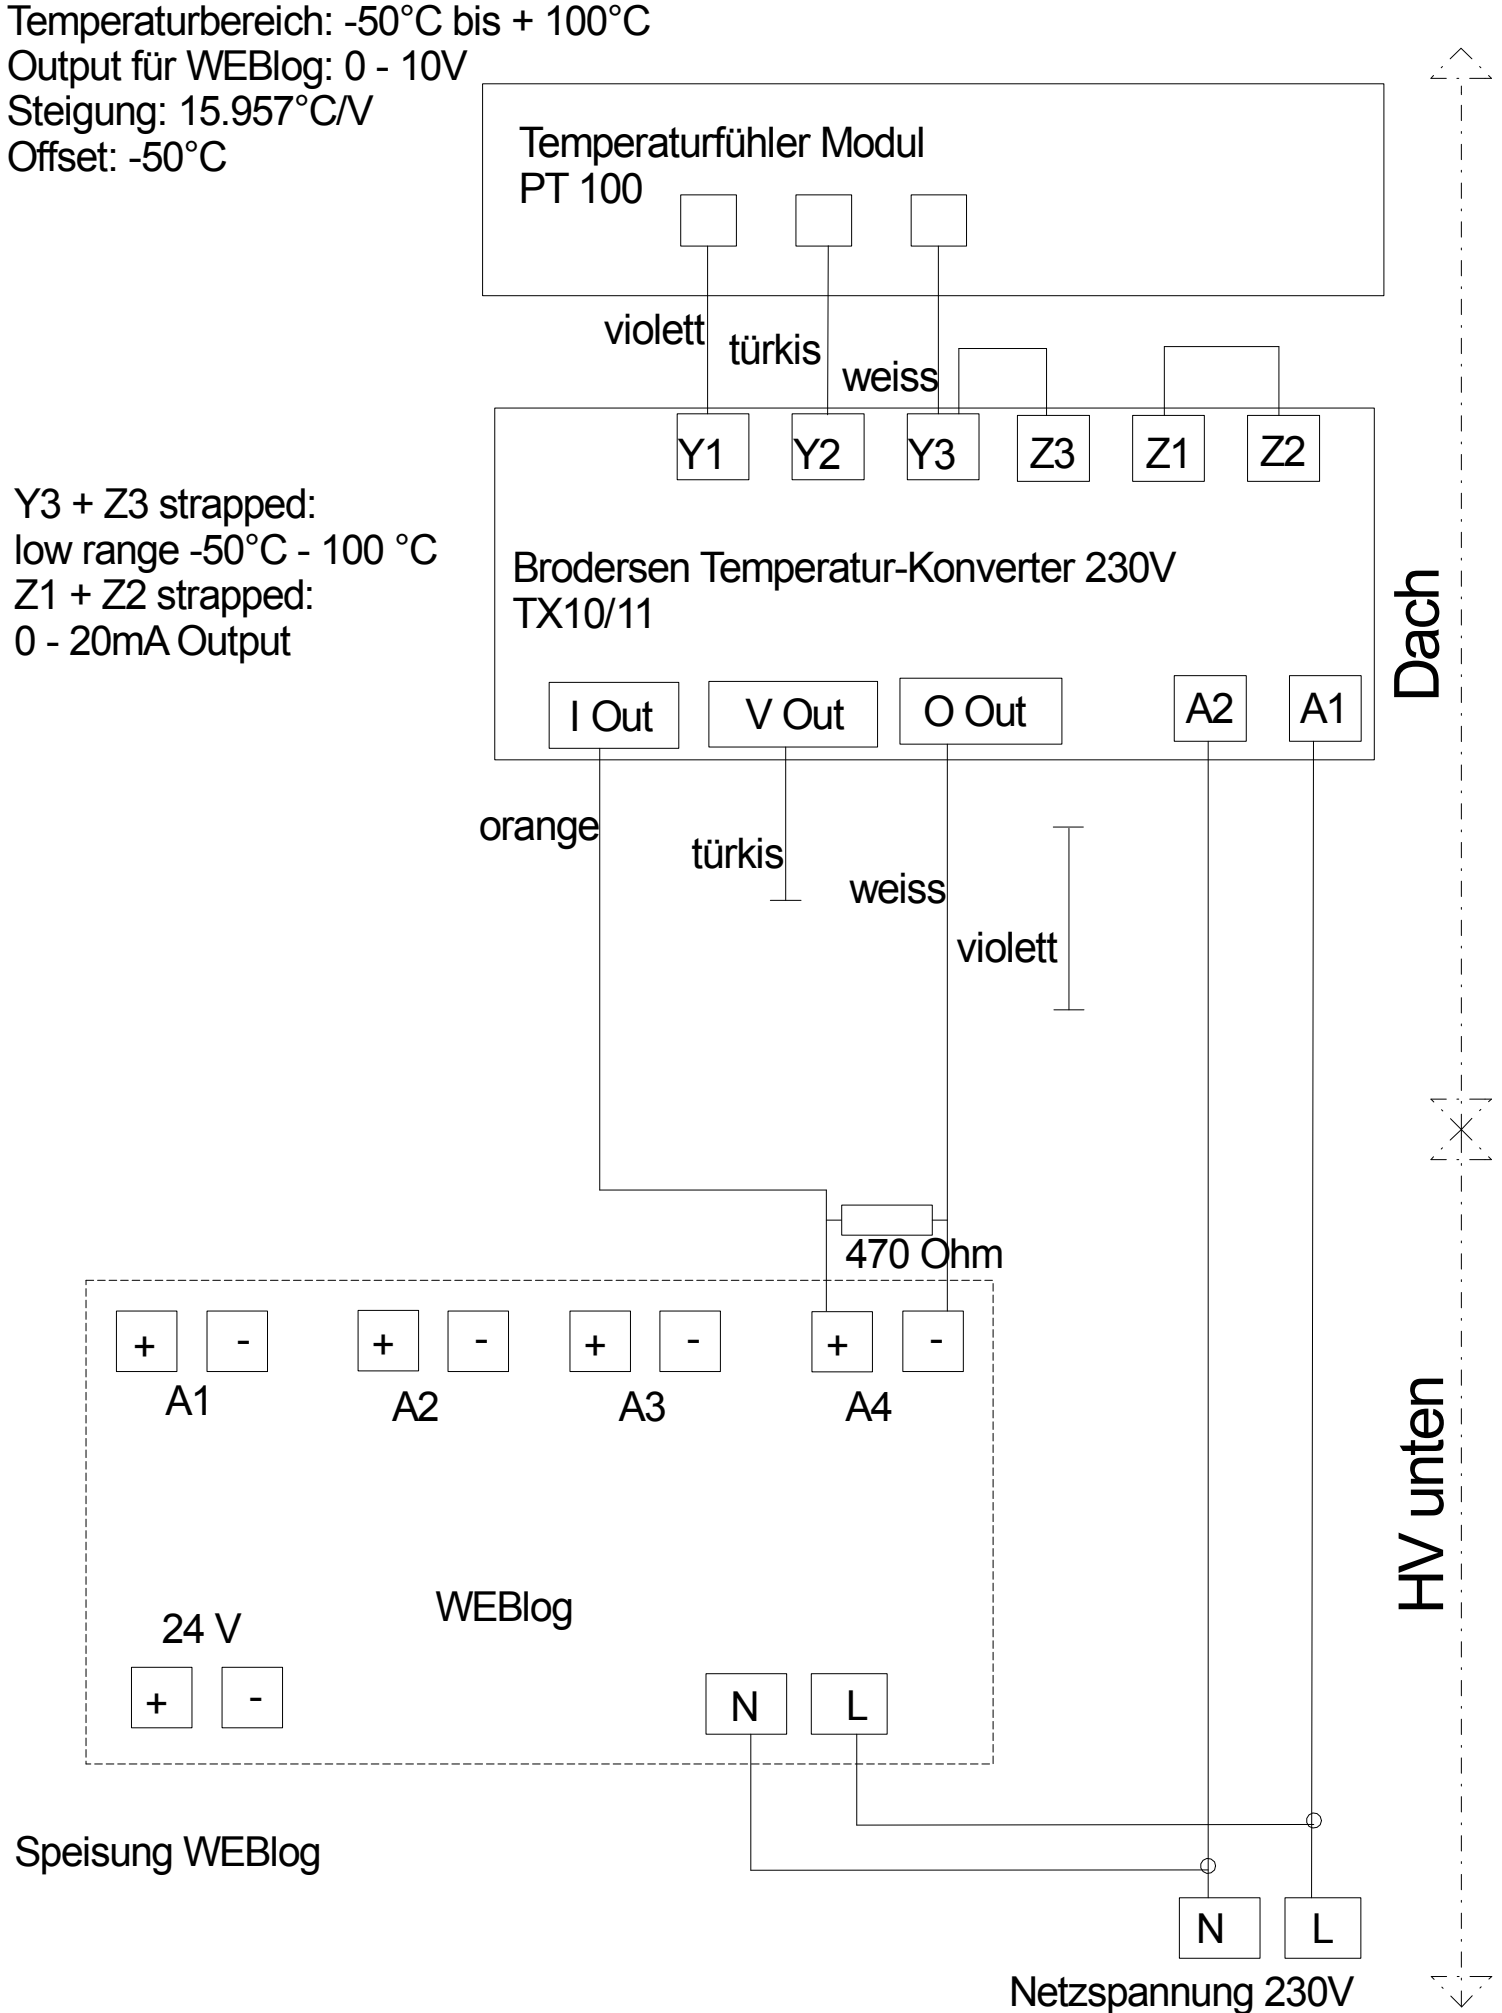 Temperaturbereich: -50°C bis + 100°C
Output für WEBlog: 0 - 10V
Steigung: 15.957°C/V
Offset: -50°C
Temperaturfühler Modul
PT 100
violett
türkis
weiss
Y1 Y2 Y3 Z3 Z1 Z2
Y3 + Z3 strapped:
low range -50°C - 100 °C
Z1 + Z2 strapped:
0 - 20mA Output
Brodersen Temperatur-Konverter 230V
TX10/11
Dach
I Out V Out O Out A2 A1
orange
türkis
weiss
violett
470 Ohm
+ - + - + - + -
A1 A2 A3 A4
HV unten
WEBlog
24 V
+ - N L
Speisung WEBlog
N L
Netzspannung 230V